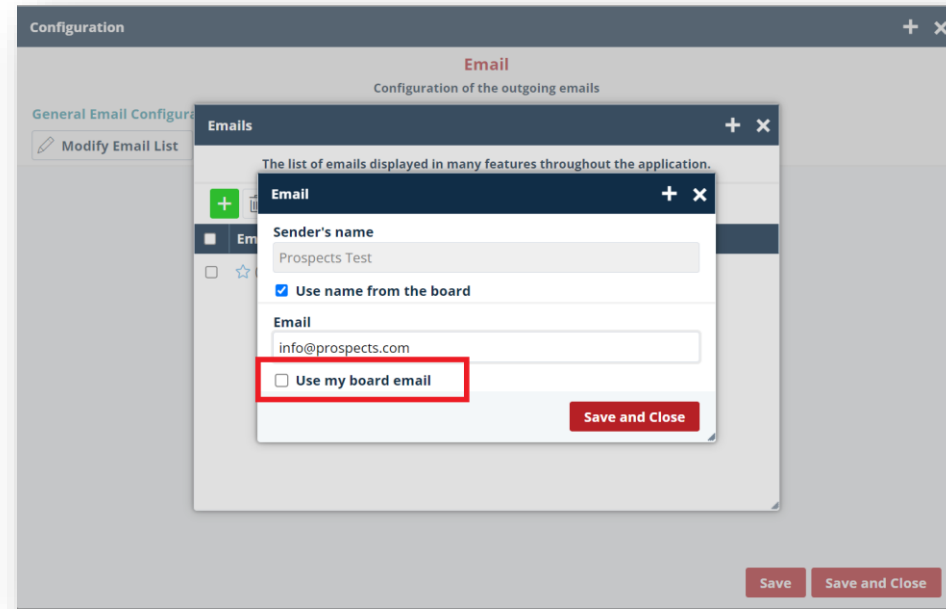 Configuration
Email
Configuration of the outgoing emails
General Email Configura
Modify Email List
Emails
The list of emails displayed in many features throughout the application.
Email
Em
Sender's name
Prospects Test
Use name from the board
Email
info@prospects.com
Use my board email
Save and Close
Save Save and Close